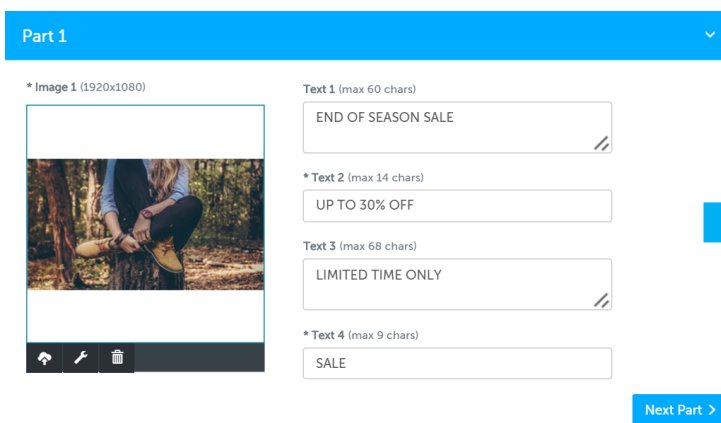 Part 1
* Image 1 (1920x1080)
Text 1 (max 60 chars)
END OF SEASON SALE
* Text 2 (max 14 chars)
UP TO 30% OFF
Text 3 (max 68 chars)
LIMITED TIME ONLY
* Text 4 (max 9 chars)
SALE
Next Part >